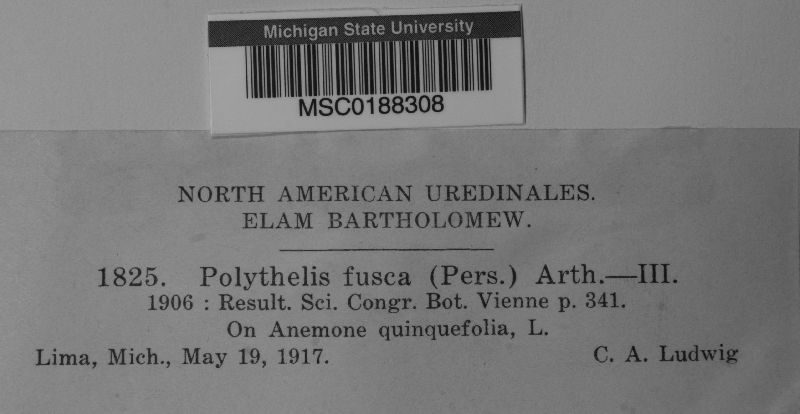 Michigan State University
MSC0188308
NORTH AMERICAN UREDINALES.
ELAM BARTHOLOMEW.
1825. Polythelis fusca (Pers.) Arth.—III.
1906 : Result. Sci. Congr. Bot. Vienne p. 341.
On Anemone quinquefolia, L.
Lima, Mich., May 19, 1917. C. A. Ludwig